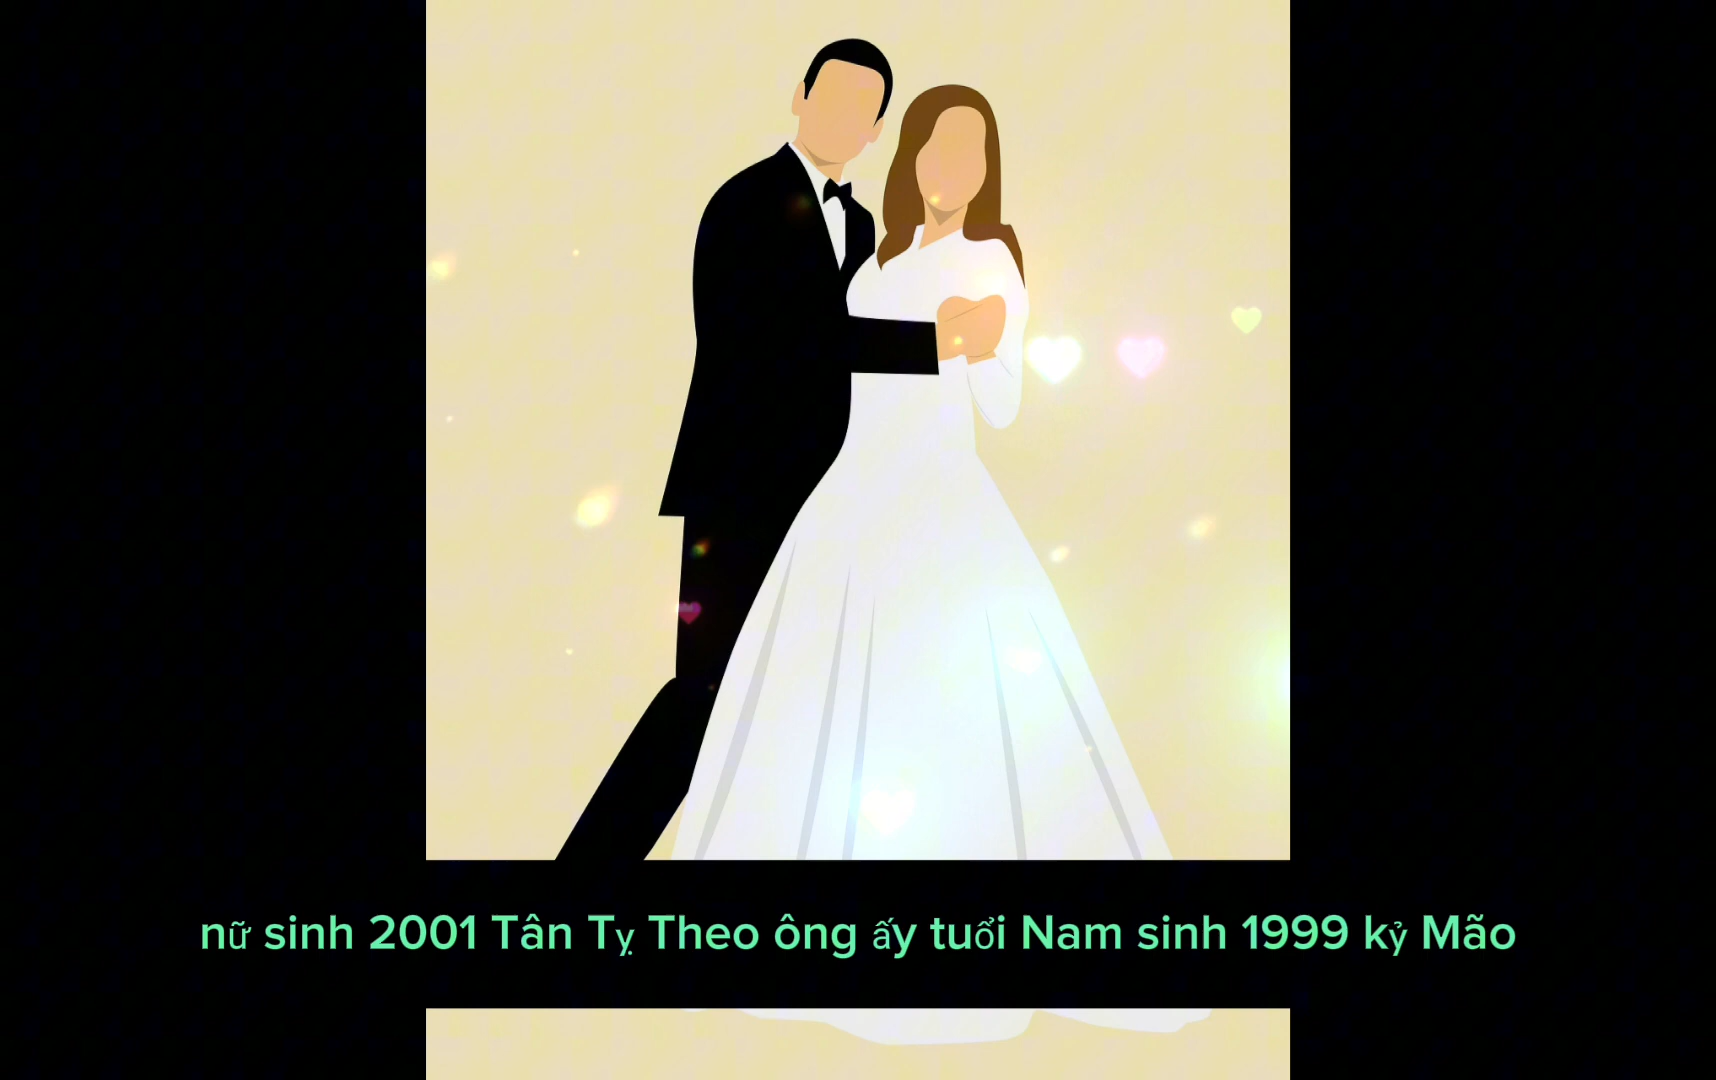 nữ sinh 2001 Tân Tỵ Theo ông ấy tuổi Nam sinh 1999 kỷ Mão